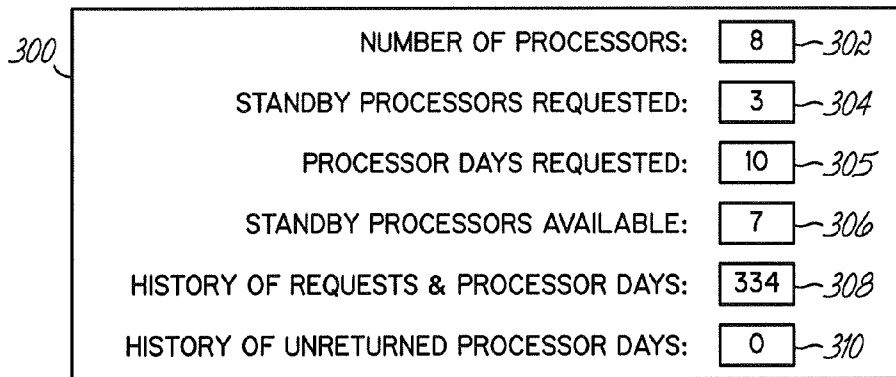 300
NUMBER OF PROCESSORS: 8 302
STANDBY PROCESSORS REQUESTED: 3 304
PROCESSOR DAYS REQUESTED: 10 305
STANDBY PROCESSORS AVAILABLE: 7 306
HISTORY OF REQUESTS & PROCESSOR DAYS: 334 308
HISTORY OF UNRETURNED PROCESSOR DAYS: 0 310